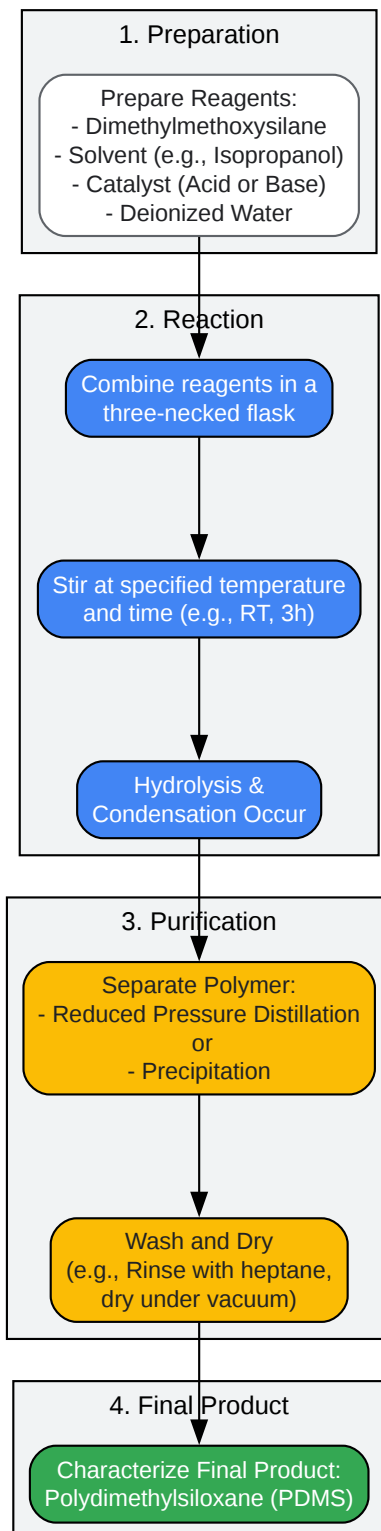 1. Preparation
Prepare Reagents:
- Dimethylmethoxysilane
- Solvent (e.g., Isopropanol)
- Catalyst (Acid or Base)
- Deionized Water
2. Reaction
Combine reagents in a
three-necked flask
Stir at specified temperature
and time (e.g., RT, 3h)
Hydrolysis &
Condensation Occur
3. Purification
Separate Polymer:
- Reduced Pressure Distillation
or
- Precipitation
Wash and Dry
(e.g., Rinse with heptane,
dry under vacuum)
4. Final Product
Characterize Final Product:
Polydimethylsiloxane (PDMS)